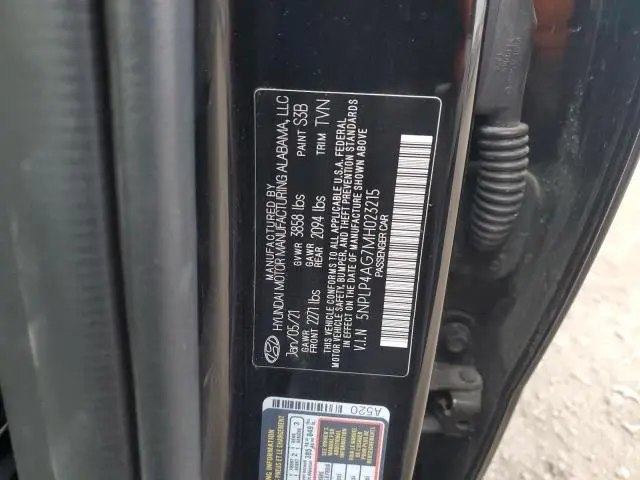 MANUFACTURED BY
HYUNDAI MOTOR MANUFACTURING ALABAMA, LLC
Jan/05/21 GVWR 3858 lbs PAINT S3B
GAWR FRONT 2271 lbs GAWR REAR 2094 lbs TRIM TVN
THIS VEHICLE CONFORMS TO ALL APPLICABLE U.S.A. FEDERAL
MOTOR VEHICLE SAFETY, BUMPER, AND THEFT PREVENTION STANDARDS
IN EFFECT ON THE DATE OF MANUFACTURE SHOWN ABOVE
V.I.N 5NPLP4AG7MH023215
PASSENGER CAR
A520